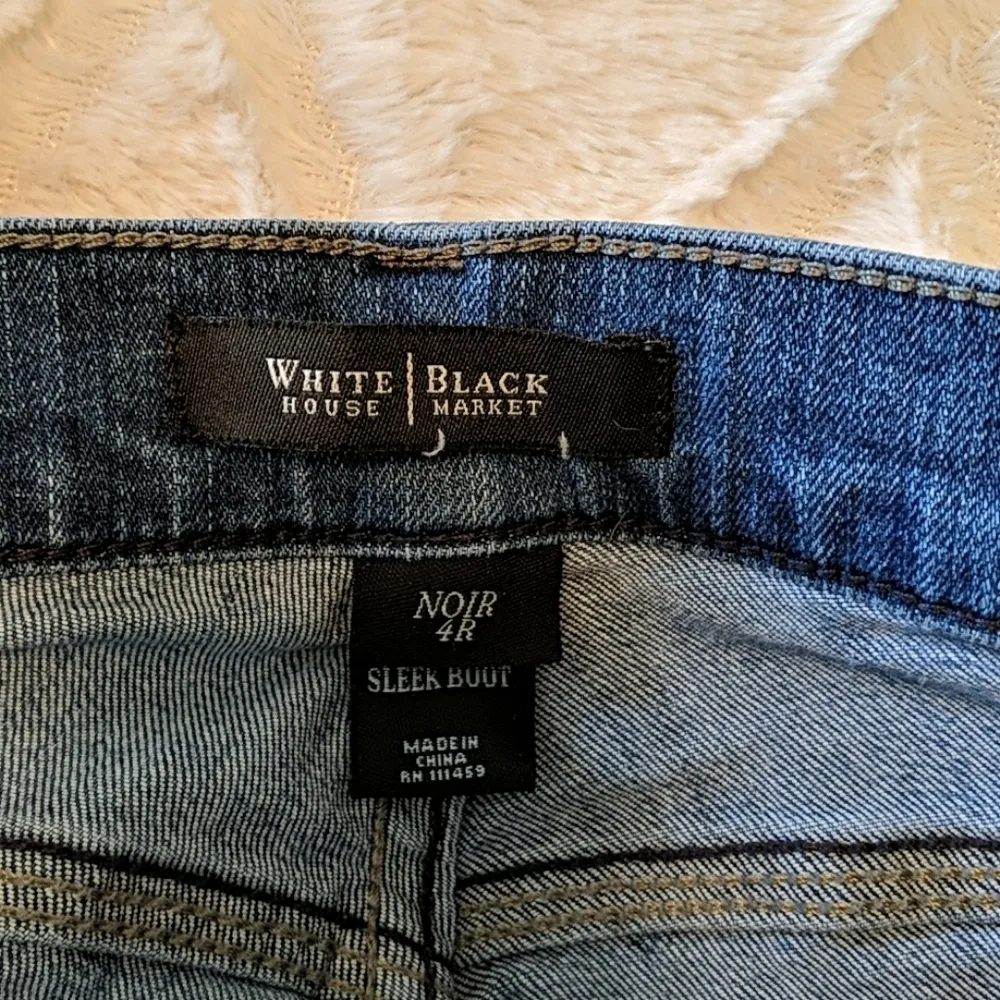 WHITE | BLACK
HOUSE | MARKET
NOIR
4R
SLEEK BOOT
MADE IN
CHINA
RN 111459